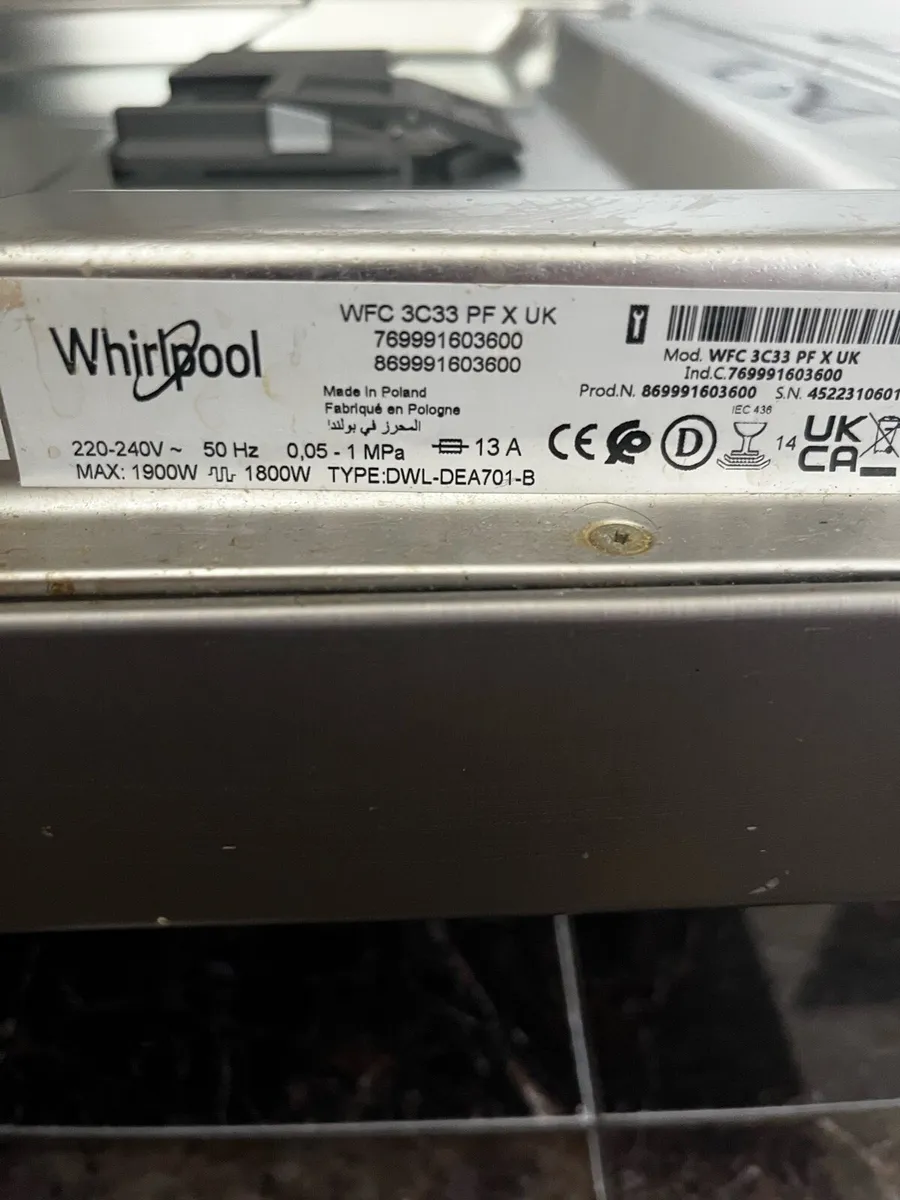 Whirlpool
WFC 3C33 PF X UK
769991603600
869991603600
Made in Poland
Fabriqué en Pologne
المحرز في بولندا
220-240V ~ 50 Hz 0,05 - 1 MPa 13 A
MAX: 1900W 1800W TYPE:DWL-DEA701-B
Mod. WFC 3C33 PF X UK
Ind.C.769991603600
Prod.N. 869991603600 S.N. 4522310601
IEC 436
CE D 14 UK
CA